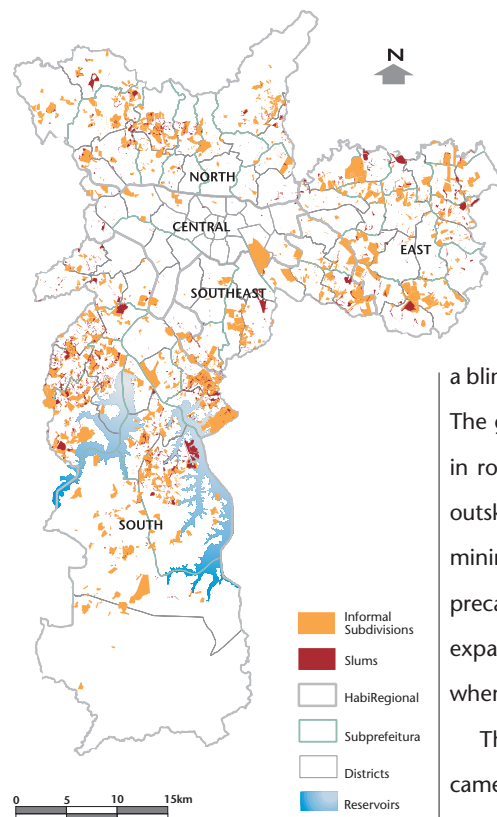 N
NORTH
CENTRAL
EAST
SOUTHEAST
SOUTH
Informal
Subdivisions
Slums
HabiRegional
Subprefeitura
Districts
Reservoirs
0 5 10 15km
a blin
The g
in ro
outsk
minin
preca
expa
when
Th
came